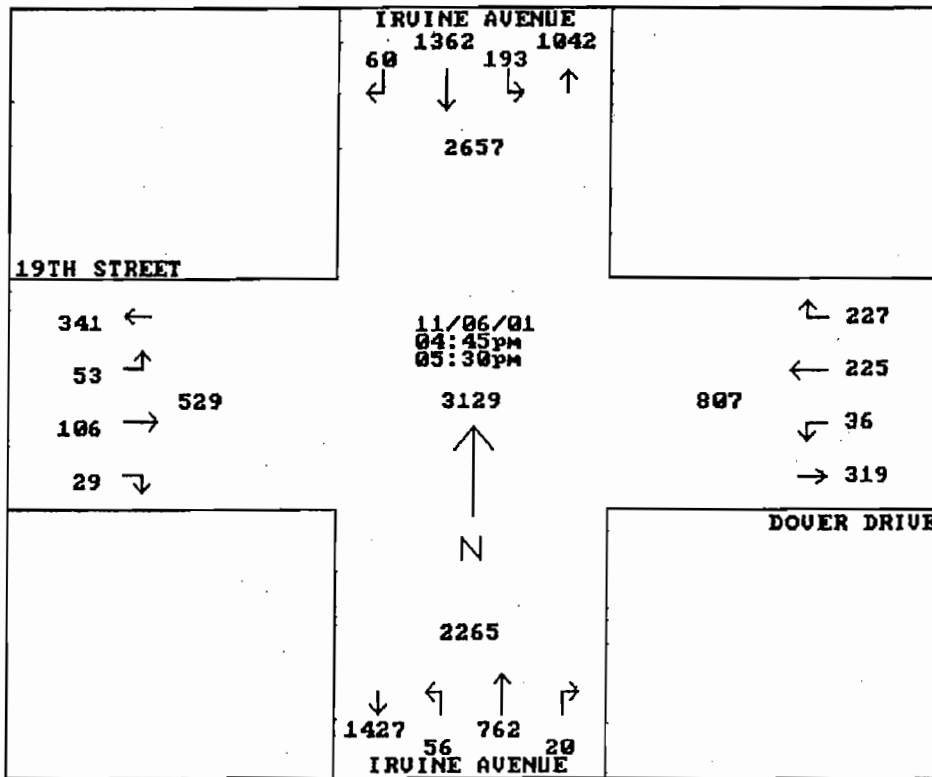 IRVINE AVENUE
1362 1042
60 193
2657
19TH STREET
341
53
529
106
29
11/06/01
04:45pm
05:30pm
3129
227
225
807
36
319
DOVER DRIVE
N
2265
1427 762
56 20
IRVINE AVENUE